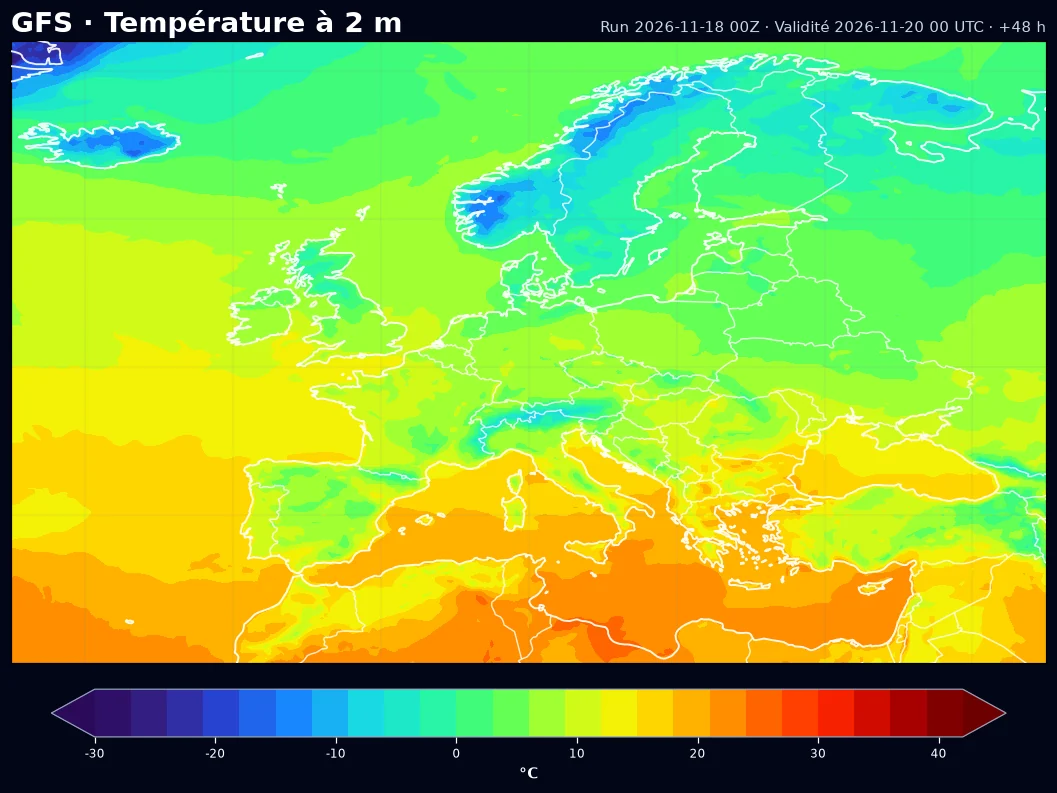 GFS · Température à 2 m
Run 2026-11-18 00Z · Validité 2026-11-20 00 UTC · +48 h
-30 -20 -10 0 10 20 30 40
°C